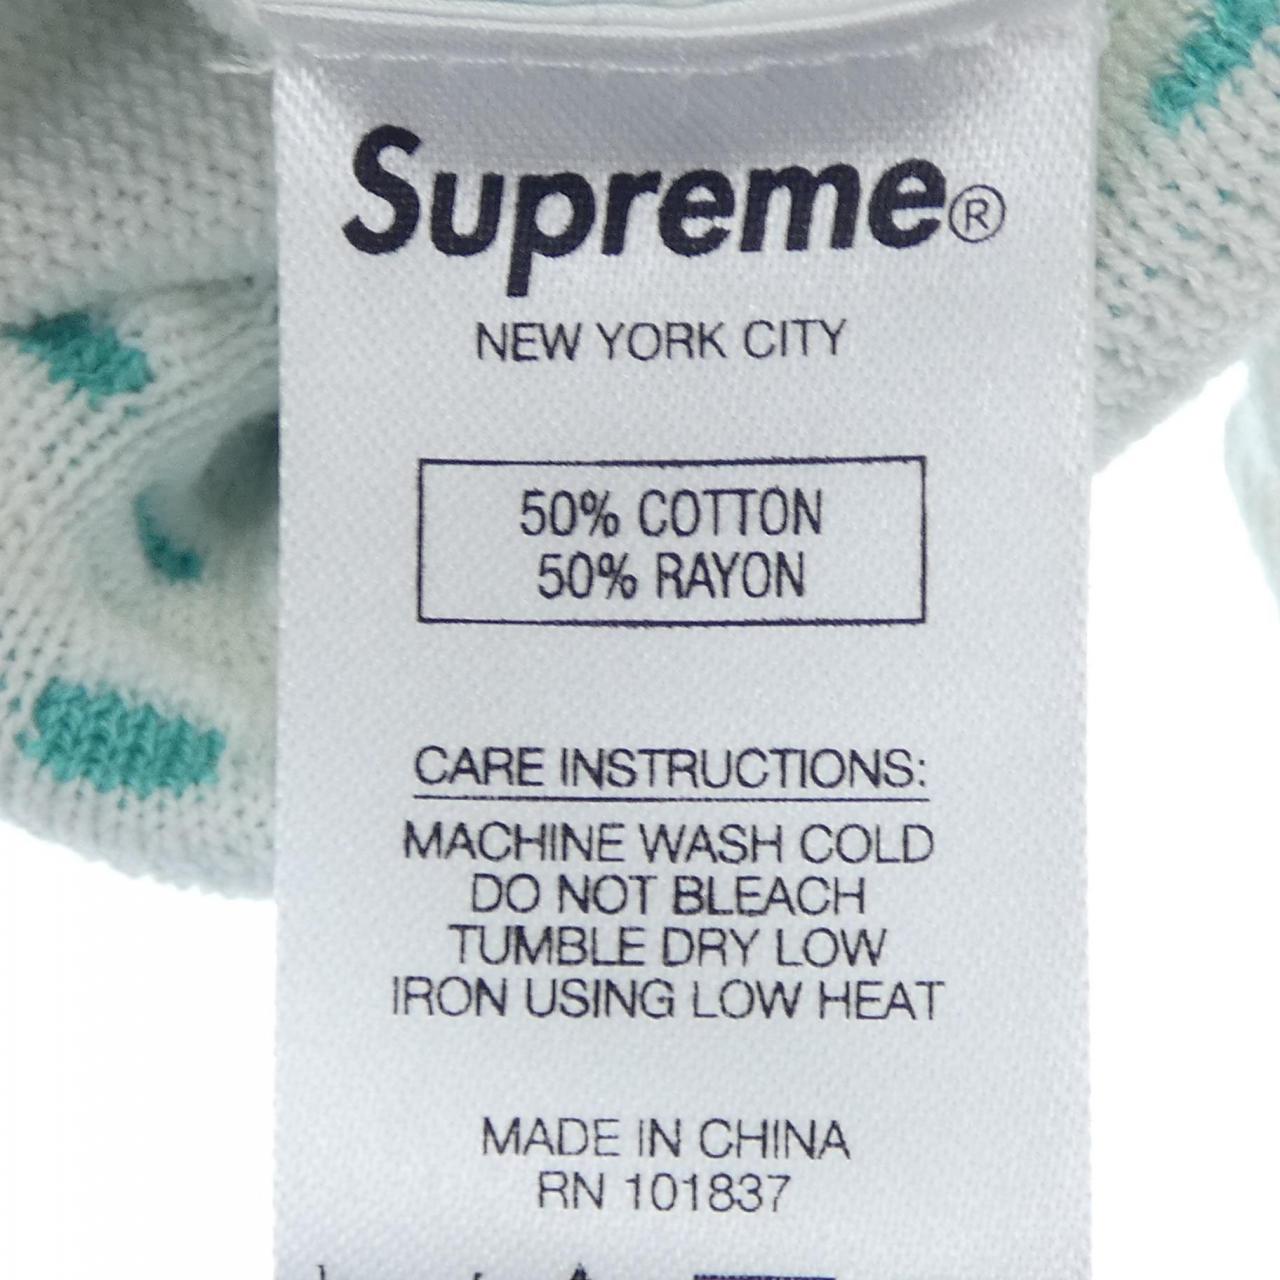 Supreme®
NEW YORK CITY
50% COTTON
50% RAYON
CARE INSTRUCTIONS:
MACHINE WASH COLD
DO NOT BLEACH
TUMBLE DRY LOW
IRON USING LOW HEAT
MADE IN CHINA
RN 101837